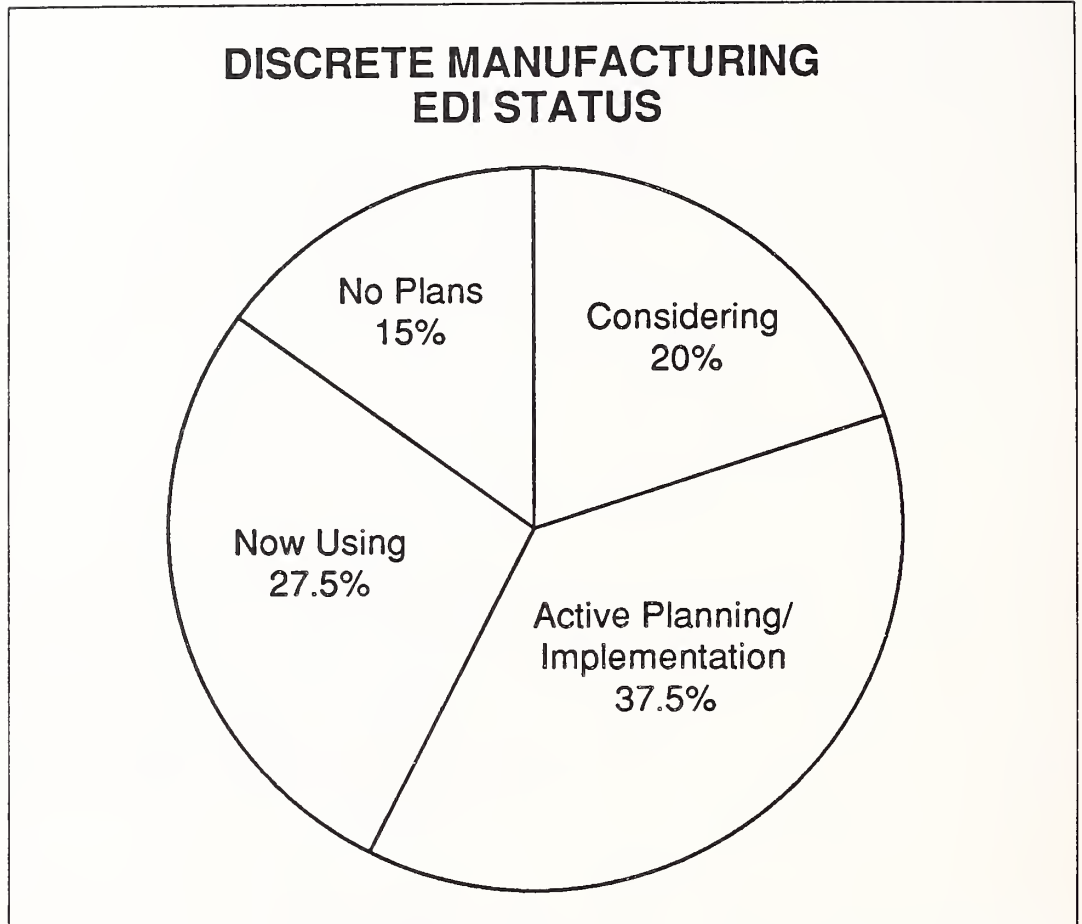 DISCRETE MANUFACTURING
EDI STATUS
No Plans
15%
Considering
20%
Now Using
27.5%
Active Planning/
Implementation
37.5%